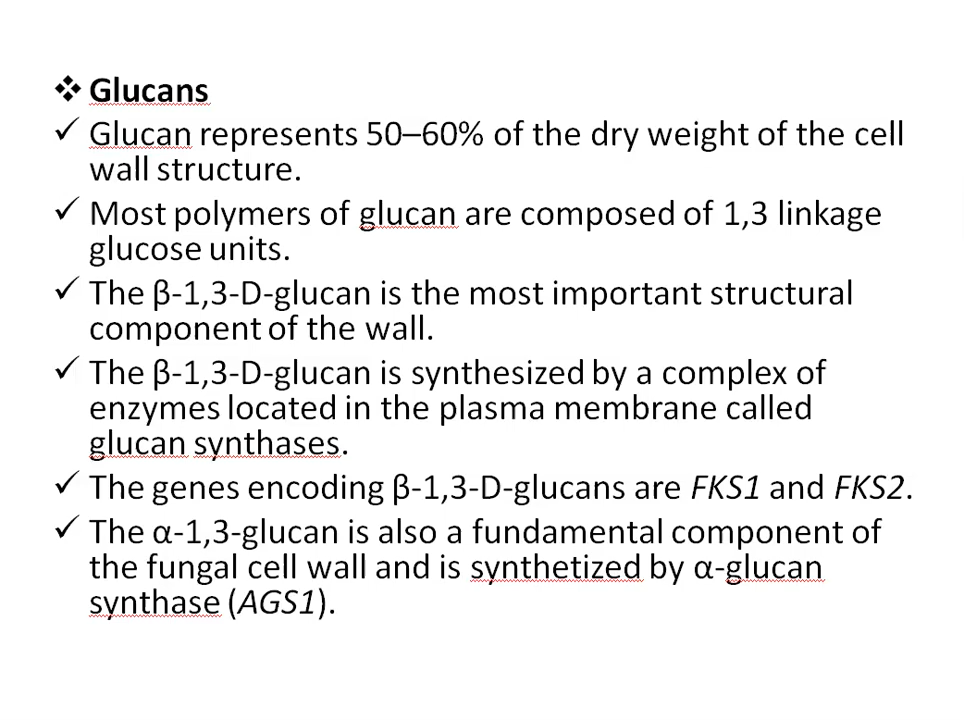 ❖ Glucans
✓ Glucan represents 50–60% of the dry weight of the cell
wall structure.
✓ Most polymers of glucan are composed of 1,3 linkage
glucose units.
✓ The β-1,3-D-glucan is the most important structural
component of the wall.
✓ The β-1,3-D-glucan is synthesized by a complex of
enzymes located in the plasma membrane called
glucan synthases.
✓ The genes encoding β-1,3-D-glucans are FKS1 and FKS2.
✓ The α-1,3-glucan is also a fundamental component of
the fungal cell wall and is synthetized by α-glucan
synthase (AGS1).